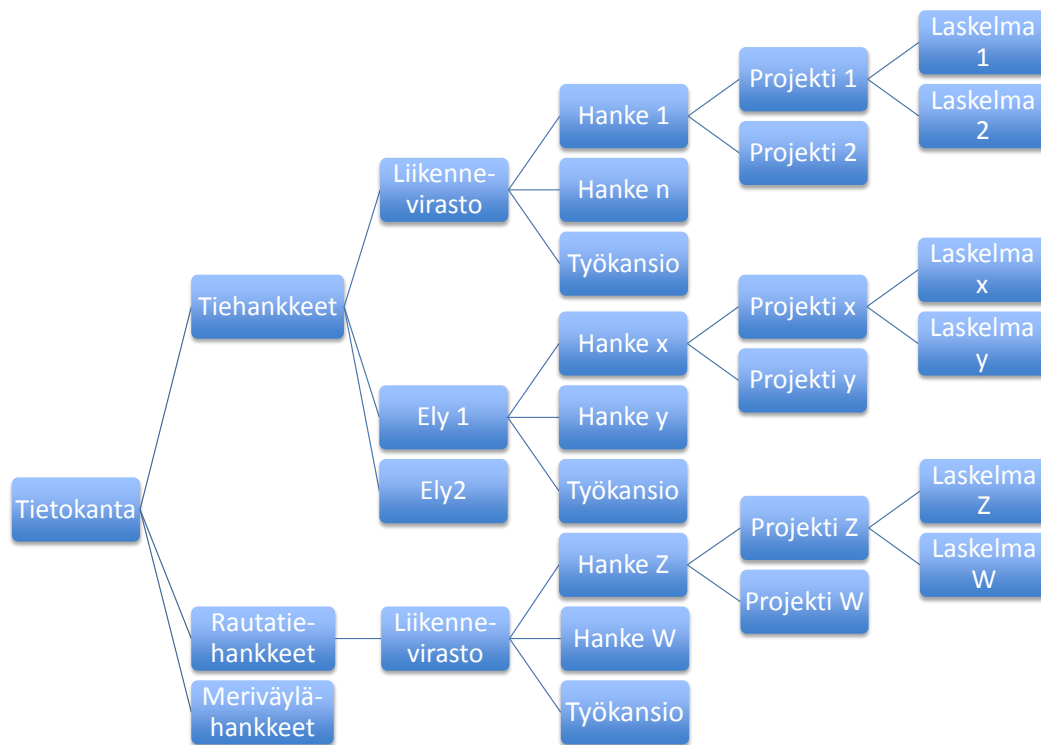 Tietokanta
Tiehankkeet
Liikenne-
virasto
Hanke 1
Projekti 1
Laskelma
1
Laskelma
2
Projekti 2
Hanke n
Työkansio
Ely 1
Hanke x
Projekti x
Laskelma
x
Laskelma
y
Projekti y
Hanke y
Työkansio
Ely2
Rautatie-
hankkeet
Liikenne-
virasto
Hanke Z
Projekti Z
Laskelma
Z
Laskelma
W
Projekti W
Hanke W
Työkansio
Meriväylä-
hankkeet